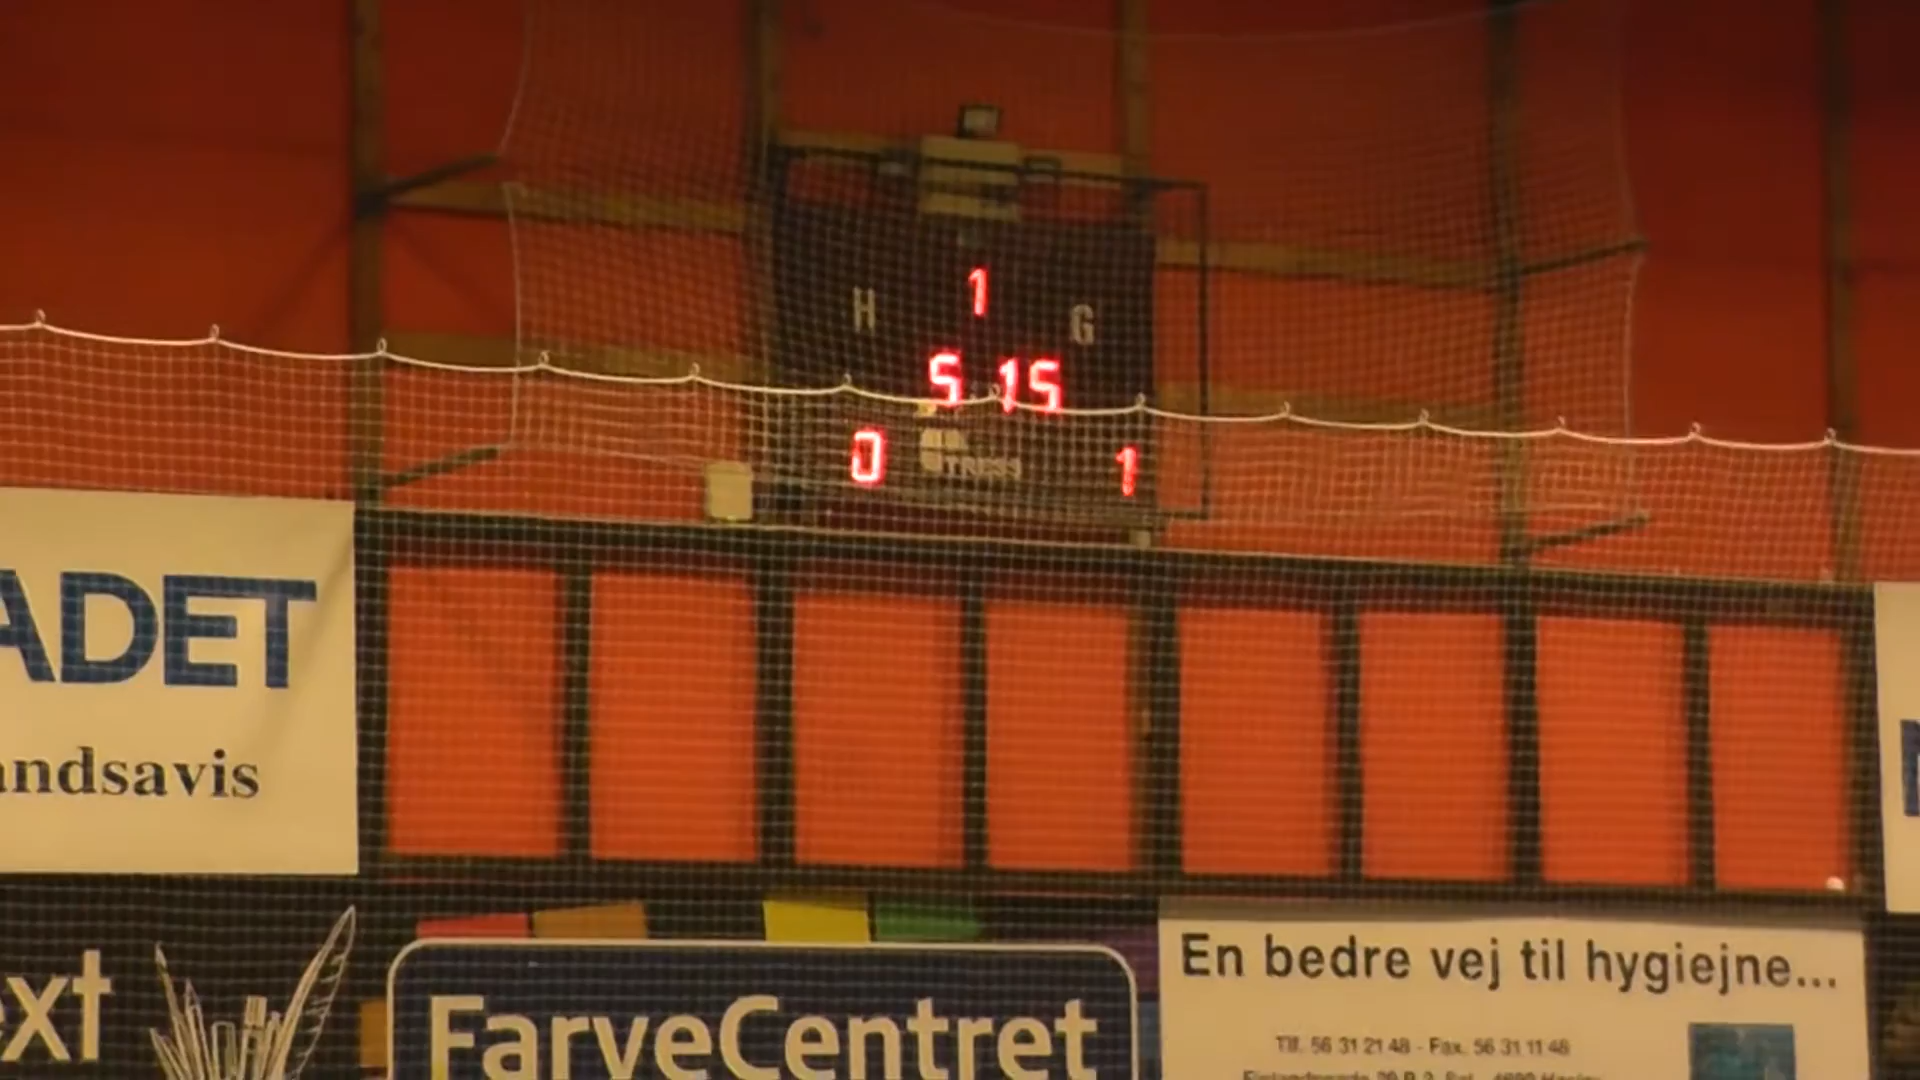 1
H G
5 15
0 TRESS 1
ADET
andsavis
ext
FarveCentret
En bedre vej til hygiejne...
Tlf. 56 31 21 48 - Fax. 56 31 11 48